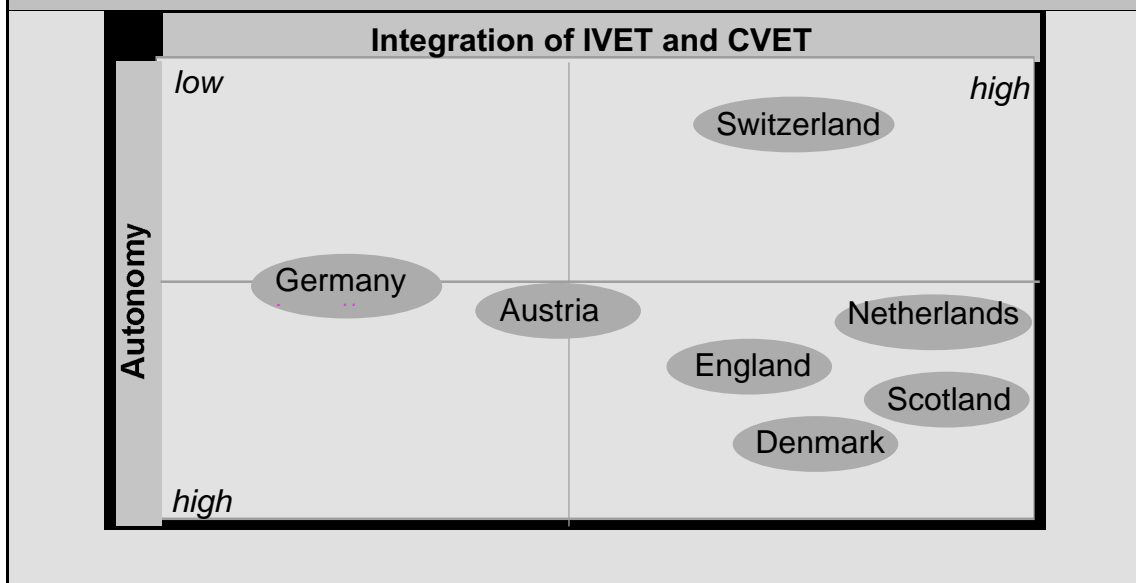 Integration of IVET and CVET
low
high
Switzerland
Autonomy
Germany
Austria
Netherlands
England
Scotland
Denmark
high